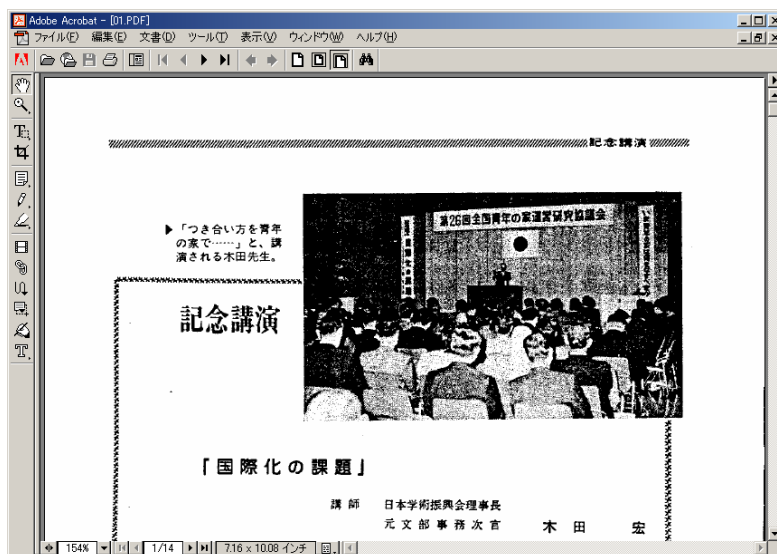 Adobe Acrobat - [01.PDF]
ファイル(F) 編集(E) 文書(D) ツール(T) 表示(V) ウィンドウ(W) ヘルプ(H)
記念講演
▶「つき合い方を青年
の家で……」と、講
演される木田先生。
第26回全国青年の家運営研究協議会
記念講演
「国際化の課題」
講師 日本学術振興会理事長
元文部事務次官 木田 宏
154% 1/14 7.16 x 10.08 インチ